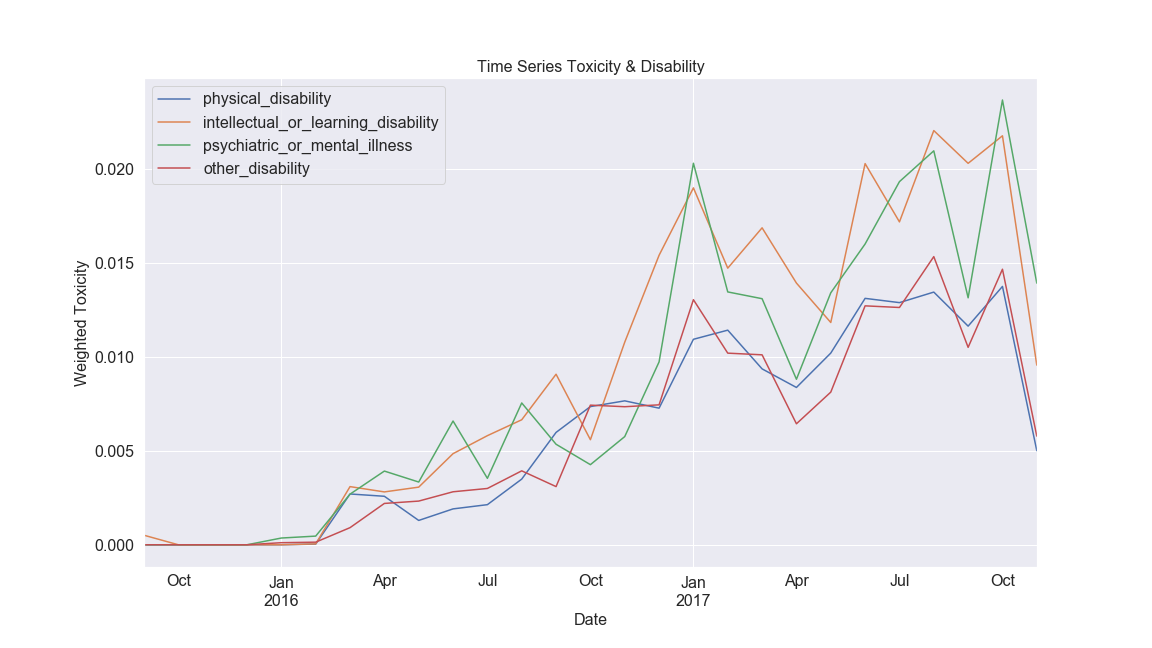 Time Series Toxicity & Disability
physical_disability
intellectual_or_learning_disability
psychiatric_or_mental_illness
other_disability
Weighted Toxicity
0.020
0.015
0.010
0.005
0.000
Oct Jan Apr Jul Oct Jan Apr Jul Oct
2016 2017
Date